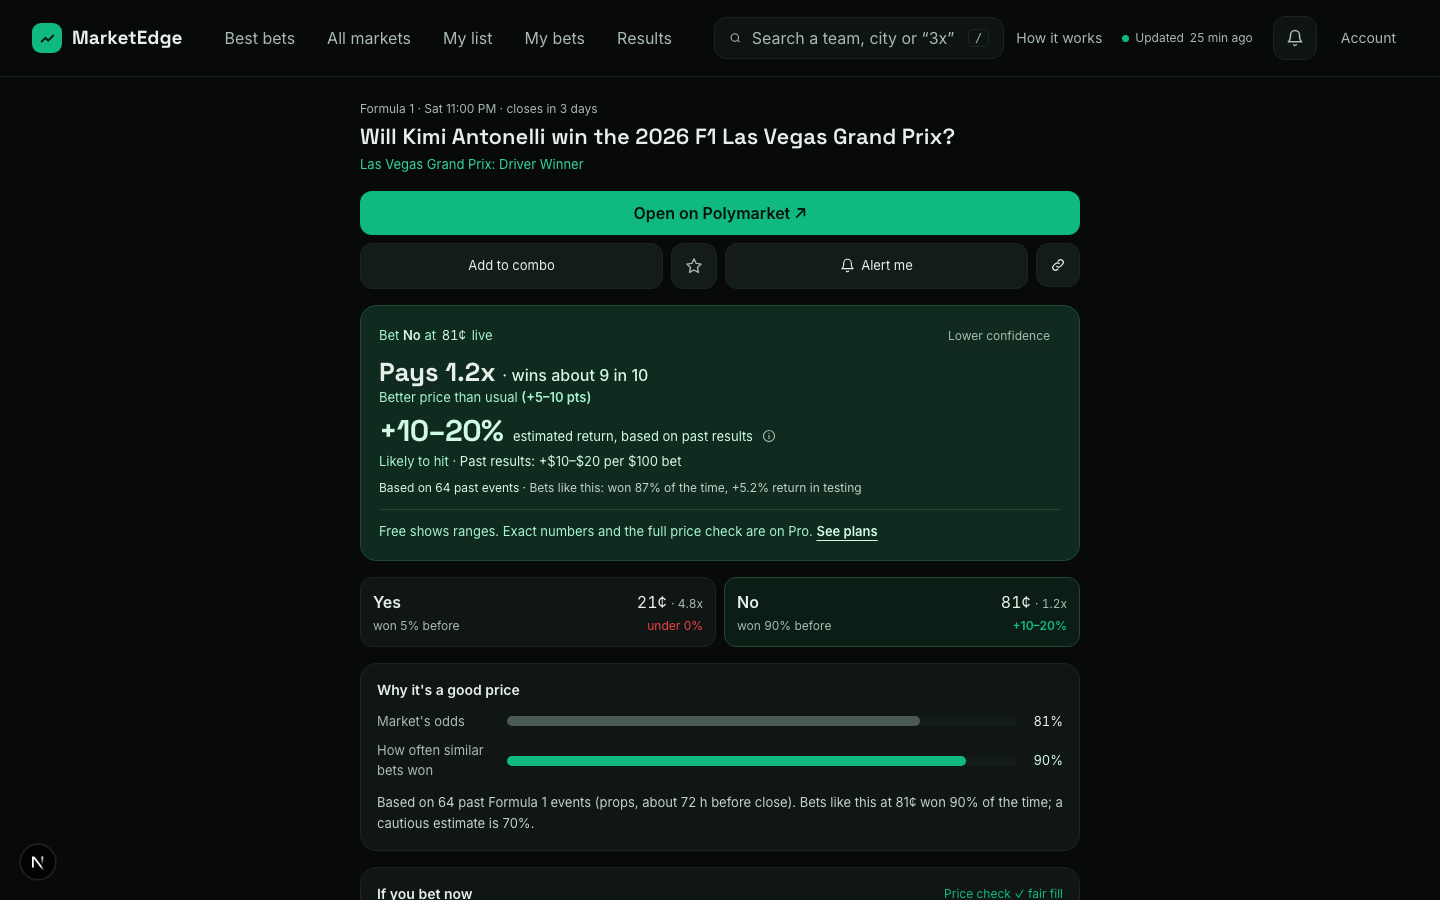 MarketEdge
Best bets
All markets
My list
My bets
Results
Search a team, city or “3x” /
How it works
Updated 25 min ago
Account
Formula 1 · Sat 11:00 PM · closes in 3 days
Will Kimi Antonelli win the 2026 F1 Las Vegas Grand Prix?
Las Vegas Grand Prix: Driver Winner
Open on Polymarket ↗
Add to combo
Alert me
Bet No at 81¢ live
Lower confidence
Pays 1.2x · wins about 9 in 10
Better price than usual (+5–10 pts)
+10–20% estimated return, based on past results
Likely to hit · Past results: +$10–$20 per $100 bet
Based on 64 past events · Bets like this: won 87% of the time, +5.2% return in testing
Free shows ranges. Exact numbers and the full price check are on Pro. See plans
Yes
21¢ · 4.8x
won 5% before
under 0%
No
81¢ · 1.2x
won 90% before
+10–20%
Why it's a good price
Market's odds
81%
How often similar
bets won
90%
Based on 64 past Formula 1 events (props, about 72 h before close). Bets like this at 81¢ won 90% of the time; a
cautious estimate is 70%.
N
If you bet now
Price check ✓ fair fill